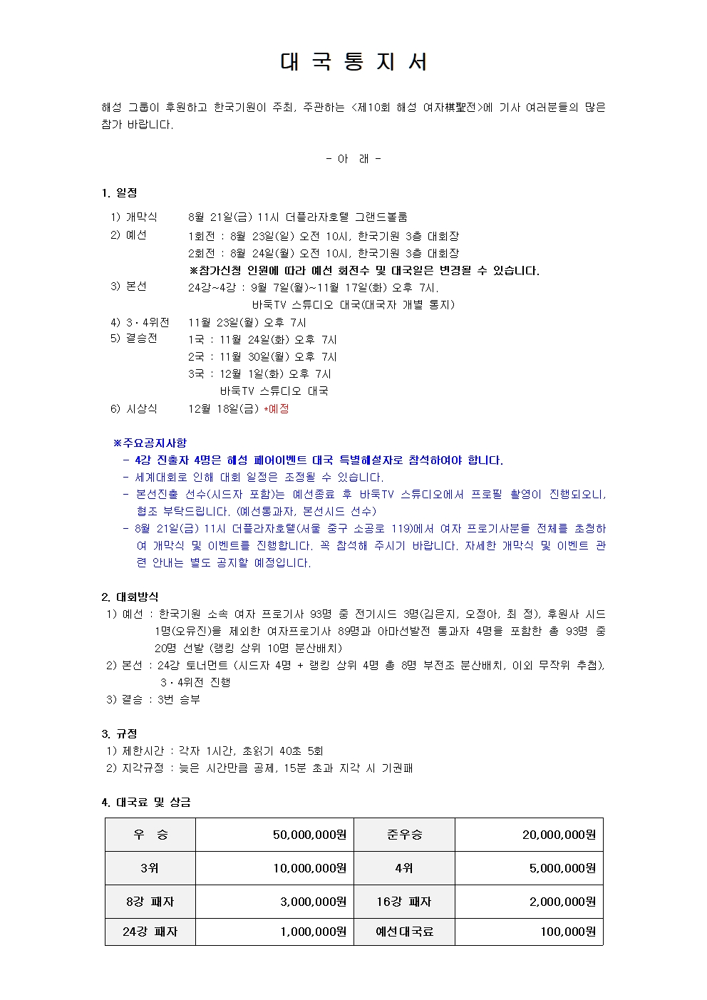 대 국 통 지 서
해성 그룹이 후원하고 한국기원이 주최, 주관하는 <제10회 해성 여자棋聖전>에 기사 여러분들의 많은
참가 바랍니다.
- 아 래 -
1. 일정
1) 개막식 8월 21일(금) 11시 더플라자호텔 그랜드볼룸
2) 예선 1회전 : 8월 23일(일) 오전 10시, 한국기원 3층 대회장
2회전 : 8월 24일(월) 오전 10시, 한국기원 3층 대회장
※참가신청 인원에 따라 예선 회전수 및 대국일은 변경될 수 있습니다.
3) 본선 24강~4강 : 9월 7일(월)~11월 17일(화) 오후 7시.
바둑TV 스튜디오 대국(대국자 개별 통지)
4) 3·4위전 11월 23일(월) 오후 7시
5) 결승전 1국 : 11월 24일(화) 오후 7시
2국 : 11월 30일(월) 오후 7시
3국 : 12월 1일(화) 오후 7시
바둑TV 스튜디오 대국
6) 시상식 12월 18일(금) *예정
※주요공지사항
- 4강 진출자 4명은 해성 페어이벤트 대국 특별해설자로 참석하여야 합니다.
- 세계대회로 인해 대회 일정은 조정될 수 있습니다.
- 본선진출 선수(시드자 포함)는 예선종료 후 바둑TV 스튜디오에서 프로필 촬영이 진행되오니,
협조 부탁드립니다. (예선통과자, 본선시드 선수)
- 8월 21일(금) 11시 더플라자호텔(서울 중구 소공로 119)에서 여자 프로기사분들 전체를 초청하
여 개막식 및 이벤트를 진행합니다. 꼭 참석해 주시기 바랍니다. 자세한 개막식 및 이벤트 관
련 안내는 별도 공지할 예정입니다.
2. 대회방식
1) 예선 : 한국기원 소속 여자 프로기사 93명 중 전기시드 3명(김은지, 오정아, 최 정), 후원사 시드
1명(오유진)을 제외한 여자프로기사 89명과 아마선발전 통과자 4명을 포함한 총 93명 중
20명 선발 (랭킹 상위 10명 분산배치)
2) 본선 : 24강 토너먼트 (시드자 4명 + 랭킹 상위 4명 총 8명 부전조 분산배치, 이외 무작위 추첨),
3·4위전 진행
3) 결승 : 3번 승부
3. 규정
1) 제한시간 : 각자 1시간, 초읽기 40초 5회
2) 지각규정 : 늦은 시간만큼 공제, 15분 초과 지각 시 기권패
4. 대국료 및 상금
우 승 50,000,000원 준우승 20,000,000원
3위 10,000,000원 4위 5,000,000원
8강 패자 3,000,000원 16강 패자 2,000,000원
24강 패자 1,000,000원 예선대국료 100,000원